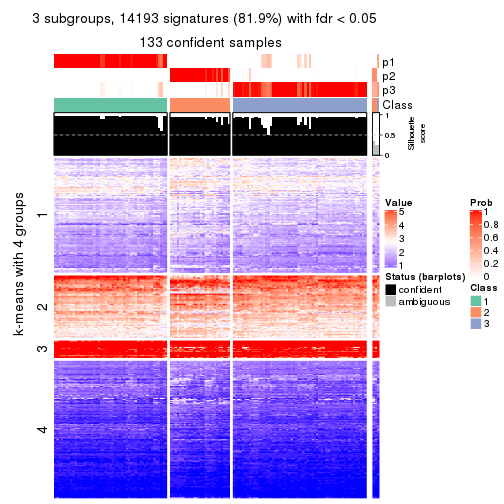 3 subgroups, 14193 signatures (81.9%) with fdr < 0.05
133 confident samples
p1
p2
p3
Class
1
0.5
0
Silhouette
score
k-means with 4 groups
1
2
3
4
Value
5
4
3
2
1
Status (barplots)
confident
ambiguous
Prob
1
0.8
0.6
0.4
0.2
0
Class
1
2
3